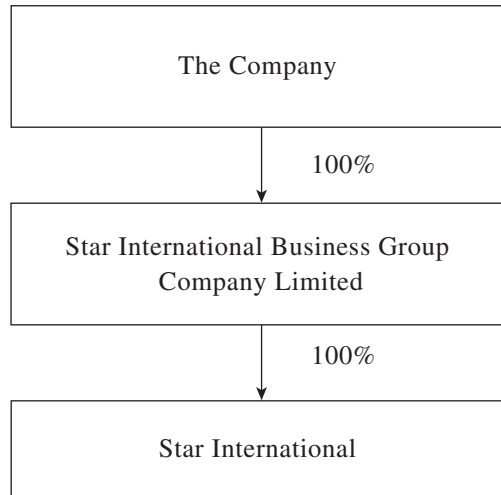 The Company
100%
Star International Business Group
Company Limited
100%
Star International